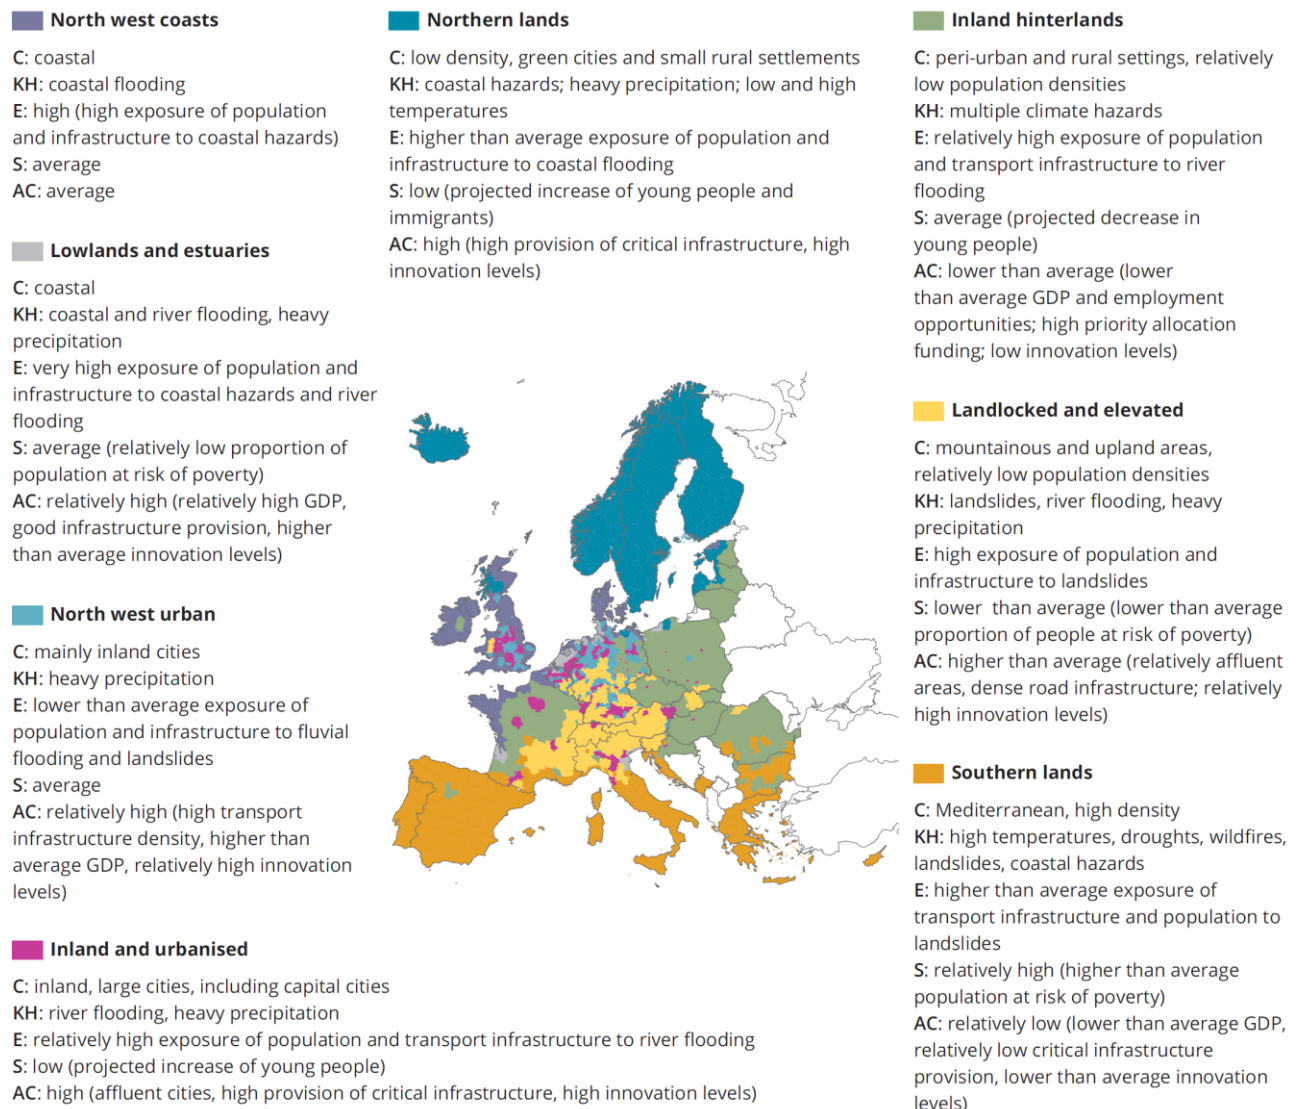 North west coasts
C: coastal
KH: coastal flooding
E: high (high exposure of population
and infrastructure to coastal hazards)
S: average
AC: average
Lowlands and estuaries
C: coastal
KH: coastal and river flooding, heavy
precipitation
E: very high exposure of population and
infrastructure to coastal hazards and river
flooding
S: average (relatively low proportion of
population at risk of poverty)
AC: relatively high (relatively high GDP,
good infrastructure provision, higher
than average innovation levels)
North west urban
C: mainly inland cities
KH: heavy precipitation
E: lower than average exposure of
population and infrastructure to fluvial
flooding and landslides
S: average
AC: relatively high (high transport
infrastructure density, higher than
average GDP, relatively high innovation
levels)
Inland and urbanised
C: inland, large cities, including capital cities
KH: river flooding, heavy precipitation
E: relatively high exposure of population and transport infrastructure to river flooding
S: low (projected increase of young people)
AC: high (affluent cities, high provision of critical infrastructure, high innovation levels)
Northern lands
C: low density, green cities and small rural settlements
KH: coastal hazards; heavy precipitation; low and high
temperatures
E: higher than average exposure of population and
infrastructure to coastal flooding
S: low (projected increase of young people and
immigrants)
AC: high (high provision of critical infrastructure, high
innovation levels)
Inland hinterlands
C: peri-urban and rural settings, relatively
low population densities
KH: multiple climate hazards
E: relatively high exposure of population
and transport infrastructure to river
flooding
S: average (projected decrease in
young people)
AC: lower than average (lower
than average GDP and employment
opportunities; high priority allocation
funding; low innovation levels)
Landlocked and elevated
C: mountainous and upland areas,
relatively low population densities
KH: landslides, river flooding, heavy
precipitation
E: high exposure of population and
infrastructure to landslides
S: lower than average (lower than average
proportion of people at risk of poverty)
AC: higher than average (relatively affluent
areas, dense road infrastructure; relatively
high innovation levels)
Southern lands
C: Mediterranean, high density
KH: high temperatures, droughts, wildfires,
landslides, coastal hazards
E: higher than average exposure of
transport infrastructure and population to
landslides
S: relatively high (higher than average
population at risk of poverty)
AC: relatively low (lower than average GDP,
relatively low critical infrastructure
provision, lower than average innovation
levels)